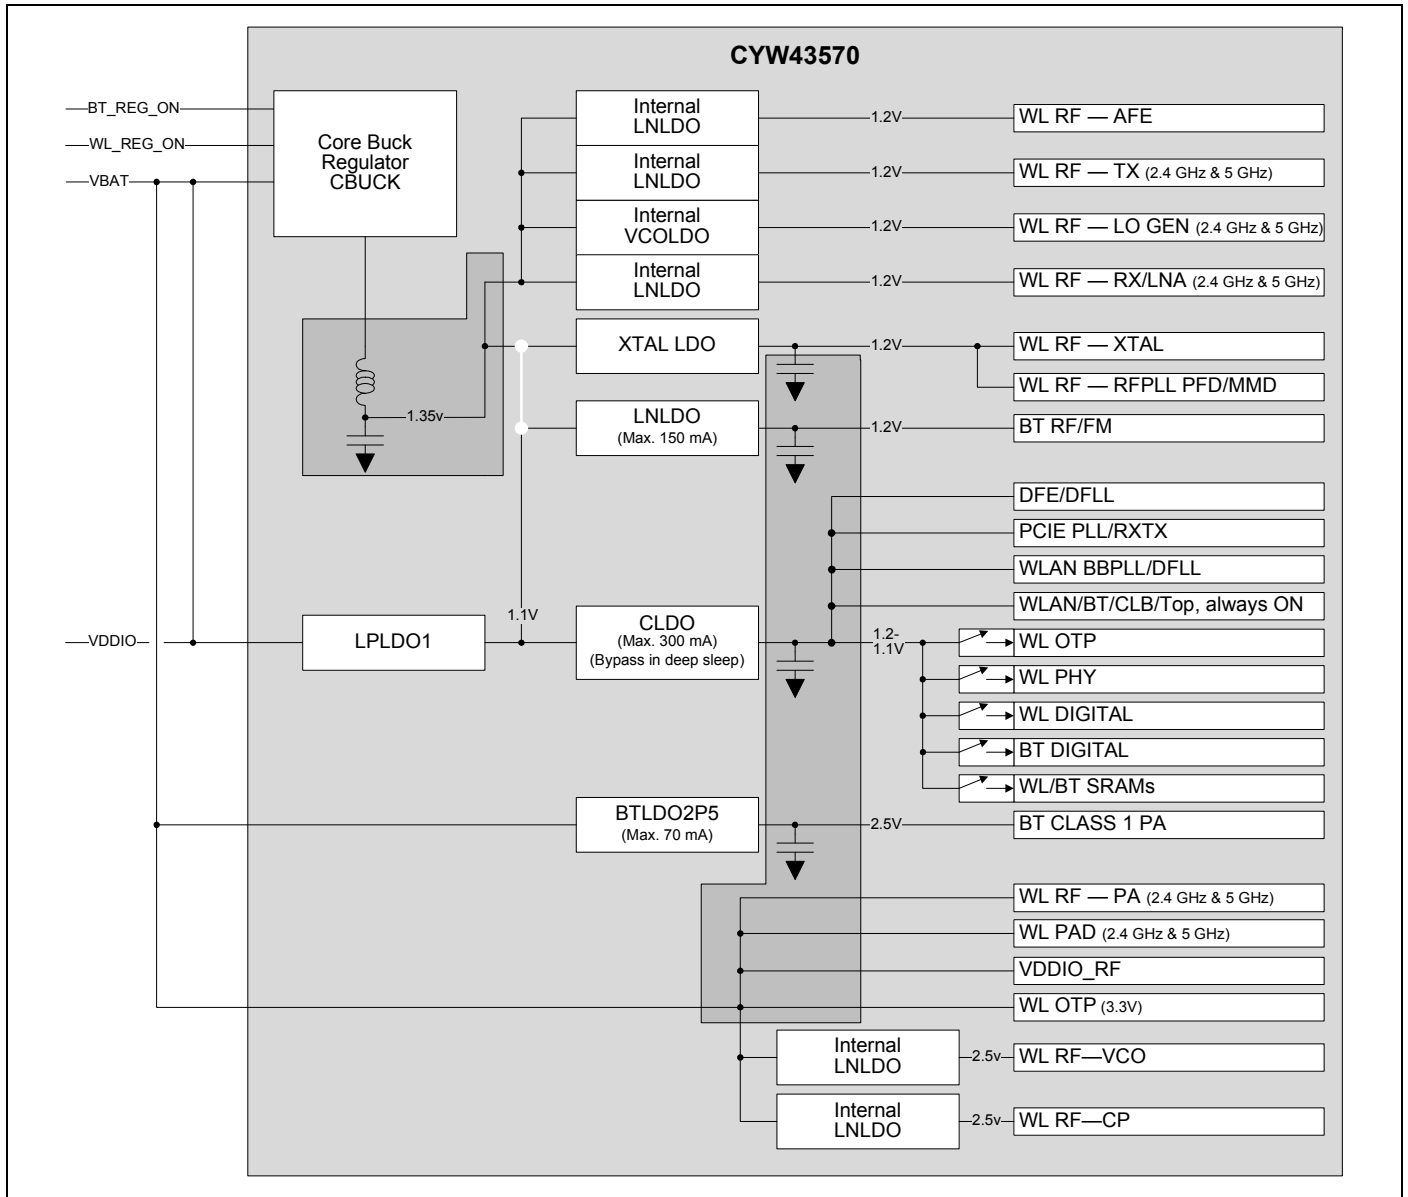 CYW43570
BT_REG_ON
WL_REG_ON
VBAT
Core Buck
Regulator
CBUCK
Internal
LNLDO
1.2V
WL RF — AFE
Internal
LNLDO
1.2V
WL RF — TX (2.4 GHz & 5 GHz)
Internal
VCOLDO
1.2V
WL RF — LO GEN (2.4 GHz & 5 GHz)
Internal
LNLDO
1.2V
WL RF — RX/LNA (2.4 GHz & 5 GHz)
XTAL LDO
1.2V
WL RF — XTAL
WL RF — RFPLL PFD/MMD
1.35v
LNLDO
(Max. 150 mA)
1.2V
BT RF/FM
DFE/DFLL
PCIE PLL/RXTX
WLAN BBPLL/DFLL
WLAN/BT/CLB/Top, always ON
VDDIO
LPLDO1
1.1V
CLDO
(Max. 300 mA)
(Bypass in deep sleep)
1.2-
1.1V
WL OTP
WL PHY
WL DIGITAL
BT DIGITAL
WL/BT SRAMs
BTLDO2P5
(Max. 70 mA)
2.5V
BT CLASS 1 PA
WL RF — PA (2.4 GHz & 5 GHz)
WL PAD (2.4 GHz & 5 GHz)
VDDIO_RF
WL OTP (3.3V)
Internal
LNLDO
2.5v
WL RF—VCO
Internal
LNLDO
2.5v
WL RF—CP